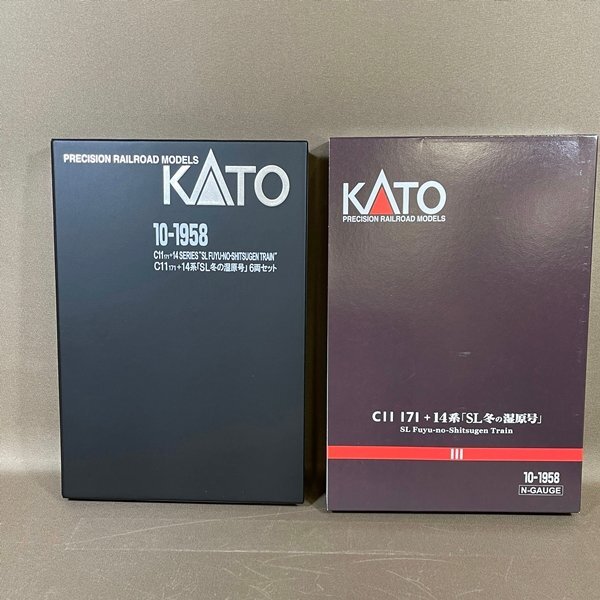 PRECISION RAILROAD MODELS
KATO
10-1958
C11 171+14 SERIES "SL FUYU-NO-SHITSUGEN TRAIN"
C11 171+14系「SL冬の湿原号」6両セット
KATO
PRECISION RAILROAD MODELS
C11 171 + 14系「SL冬の湿原号」
SL Fuyu-no-Shitsugen Train
10-1958
N-GAUGE